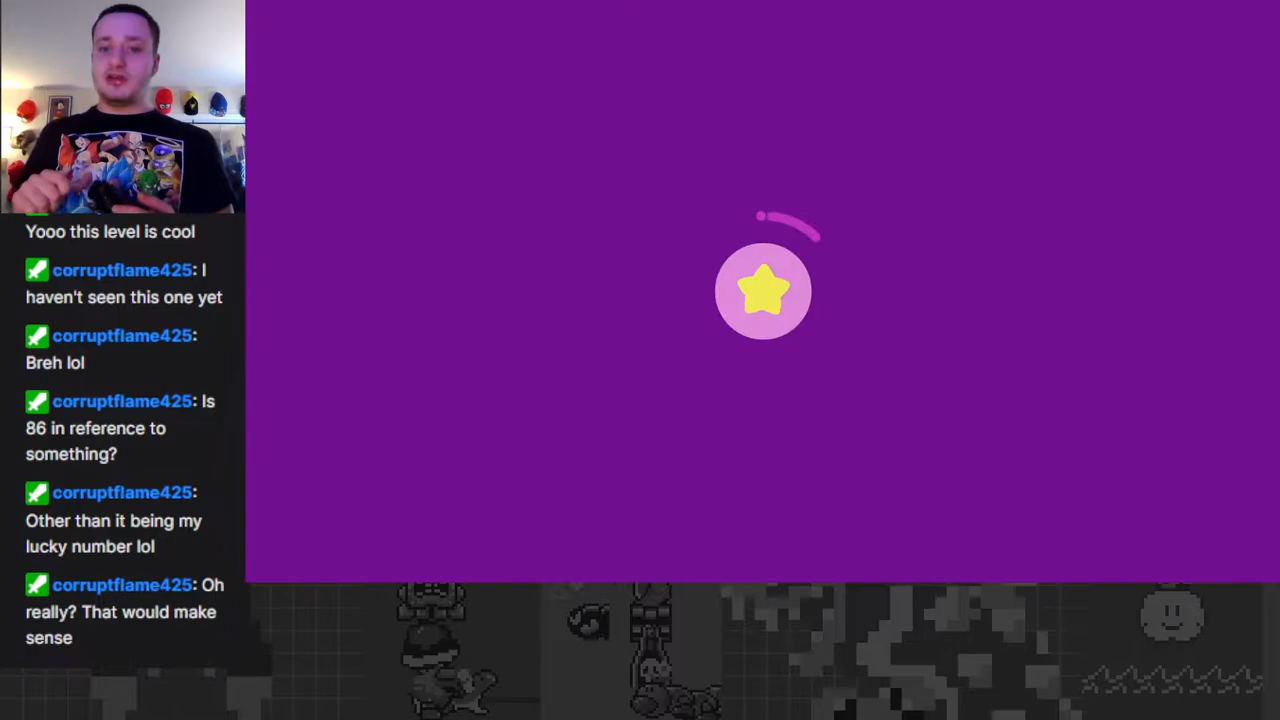 Yooo this level is cool
corruptflame425: I
haven't seen this one yet
corruptflame425:
Breh lol
corruptflame425: Is
86 in reference to
something?
corruptflame425:
Other than it being my
lucky number lol
corruptflame425: Oh
really? That would make
sense